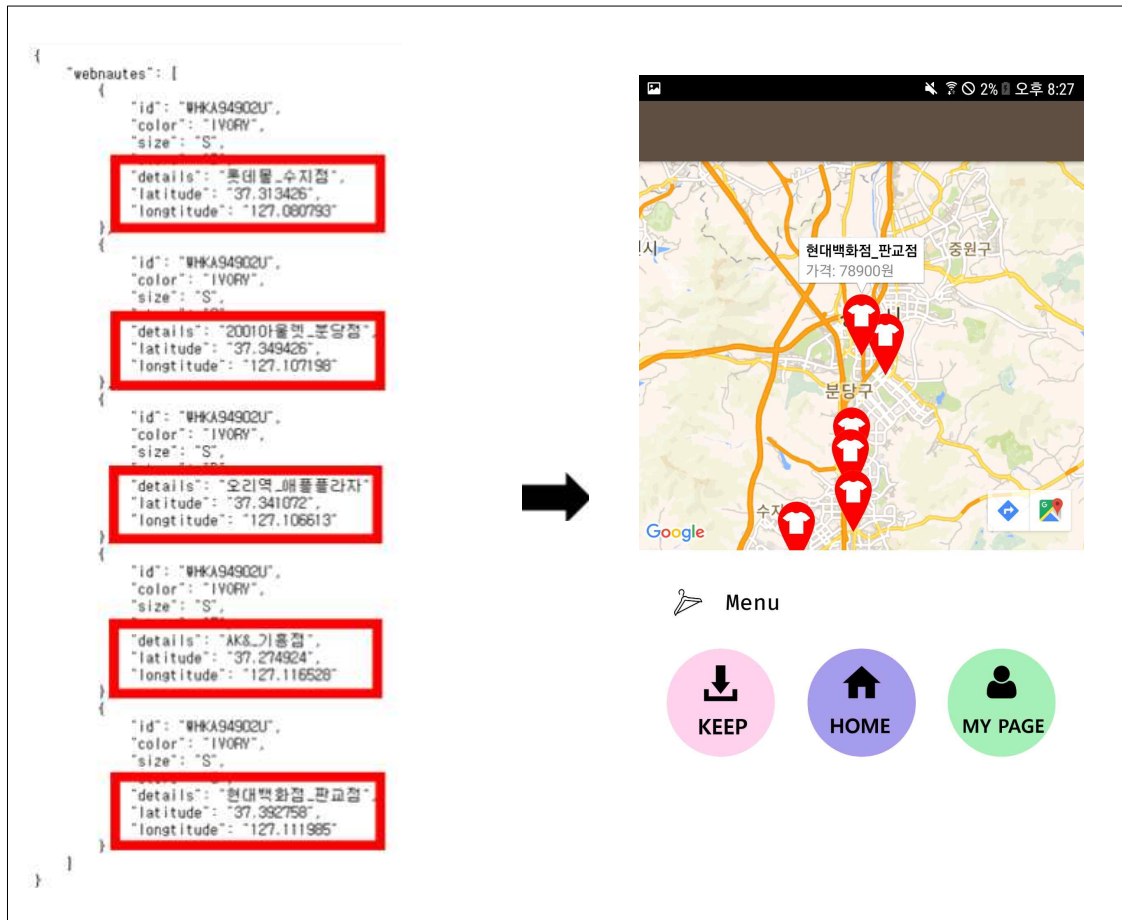 {
"webnautes": [
{
"id": "WHKA94902U",
"color": "IVORY",
"size": "S",
"details": "롯데몰_수지점",
"latitude": "37.313426",
"longtitude": "127.080793"
},
{
"id": "WHKA94902U",
"color": "IVORY",
"size": "S",
"details": "2001아울렛_분당점",
"latitude": "37.349426",
"longtitude": "127.107198"
},
{
"id": "WHKA94902U",
"color": "IVORY",
"size": "S",
"details": "오리역_애플플라자"
"latitude": "37.341072",
"longtitude": "127.106613"
},
{
"id": "WHKA94902U",
"color": "IVORY",
"size": "S",
"details": "AK&_기흥점",
"latitude": "37.274924",
"longtitude": "127.116528"
},
{
"id": "WHKA94902U",
"color": "IVORY",
"size": "S",
"details": "현대백화점_판교점",
"latitude": "37.392758",
"longtitude": "127.111985"
}
]
}
2% 오후 8:27
시
현대백화점_판교점
가격: 78900원
중원구
시
분당구
수지
Google
Menu
KEEP
HOME
MY PAGE